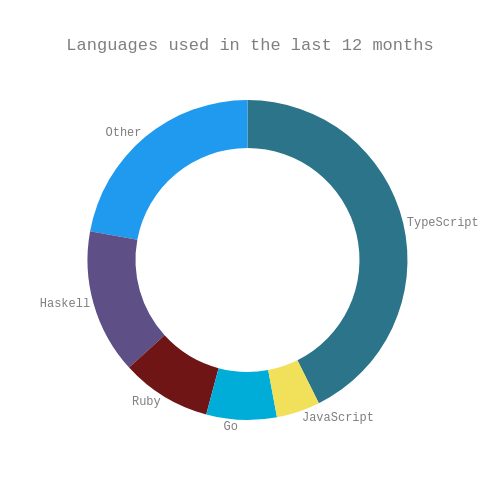 Languages used in the last 12 months
Other
TypeScript
Haskell
Ruby
JavaScript
Go